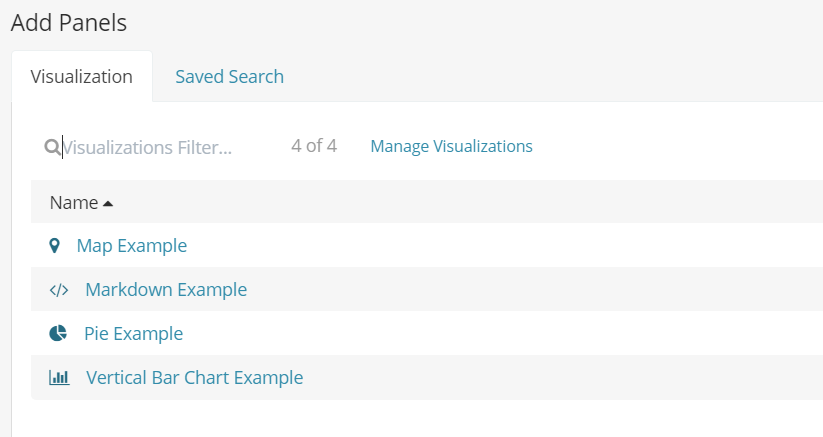 Add Panels
Visualization Saved Search
Visualizations Filter... 4 of 4 Manage Visualizations
Name
Map Example
Markdown Example
Pie Example
Vertical Bar Chart Example